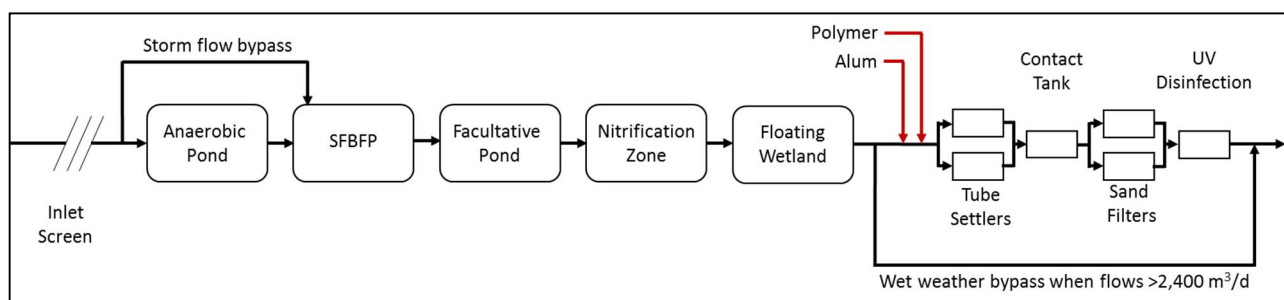 Storm flow bypass
Polymer
Alum
Contact
Tank
UV
Disinfection
Anaerobic
Pond
SFBFP
Facultative
Pond
Nitrification
Zone
Floating
Wetland
Inlet
Screen
Tube
Settlers
Sand
Filters
Wet weather bypass when flows >2,400 m³/d